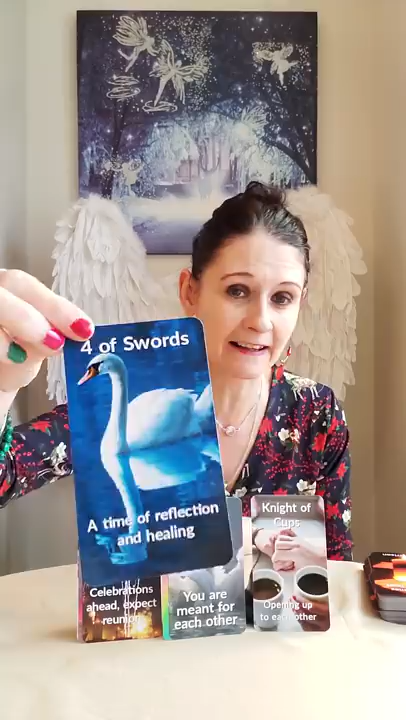 4 of Swords
A time of reflection
and healing
Celebrations
ahead, expect
reunion
You are
meant for
each other
Knight of
Cups
Opening up
to each other